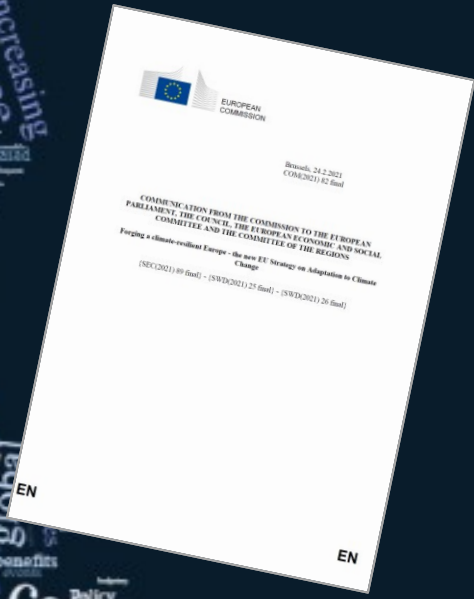 increasing
EUROPEAN
COMMISSION
Brussels, 24.2.2021
COM(2021) 82 final
COMMUNICATION FROM THE COMMISSION TO THE EUROPEAN
PARLIAMENT, THE COUNCIL, THE EUROPEAN ECONOMIC AND SOCIAL
COMMITTEE AND THE COMMITTEE OF THE REGIONS
Forging a climate-resilient Europe - the new EU Strategy on Adaptation to Climate
Change
{SEC(2021) 89 final} - {SWD(2021) 25 final} - {SWD(2021) 26 final}
EN
EN
benefits
Policy